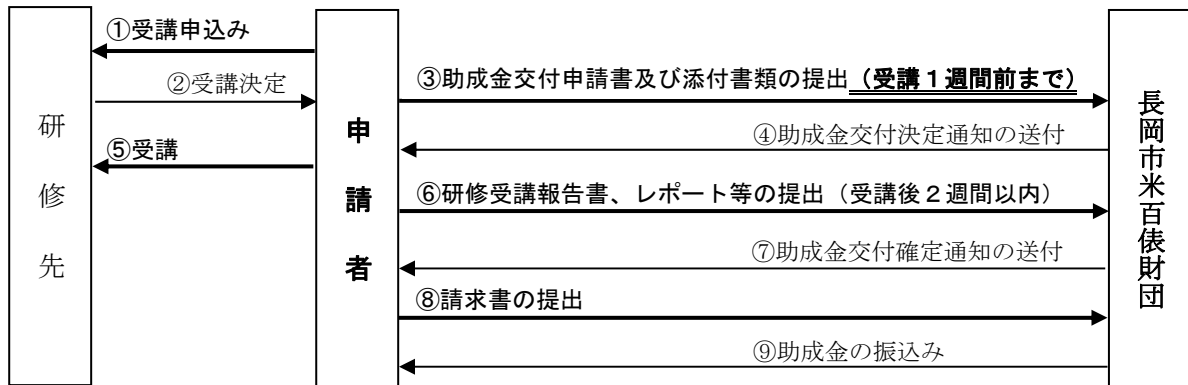 研修先
①受講申込み
②受講決定
⑤受講
申請者
③助成金交付申請書及び添付書類の提出（受講１週間前まで）
④助成金交付決定通知の送付
⑥研修受講報告書、レポート等の提出（受講後２週間以内）
⑦助成金交付確定通知の送付
⑧請求書の提出
⑨助成金の振込み
長岡市米百俵財団